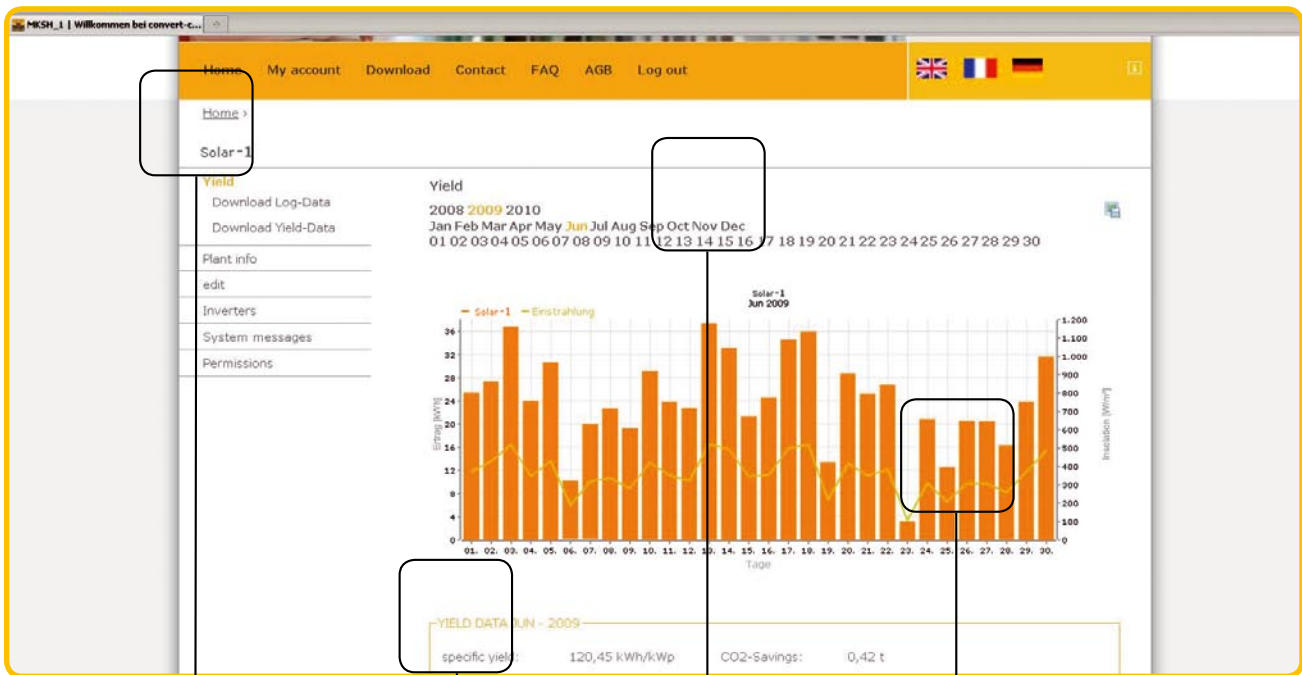 MKSH_1 | Willkommen bei convert-c...
Home My account Download Contact FAQ AGB Log out
Home ›
Solar-1
Yield
Download Log-Data
Download Yield-Data
Plant info
edit
Inverters
System messages
Permissions
Yield
2008 2009 2010
Jan Feb Mar Apr May Jun Jul Aug Sep Oct Nov Dec
01 02 03 04 05 06 07 08 09 10 11 12 13 14 15 16 17 18 19 20 21 22 23 24 25 26 27 28 29 30
Solar-1
Jun 2009
Solar-1 Einstrahlung
Ertrag [kWh]
36
32
28
24
20
16
12
8
4
0
1.200
1.100
1.000
900
800
700
600
500
400
300
200
100
0
Insolation [W/m²]
01. 02. 03. 04. 05. 06. 07. 08. 09. 10. 11. 12. 13. 14. 15. 16. 17. 18. 19. 20. 21. 22. 23. 24. 25. 26. 27. 28. 29. 30.
Tage
YIELD DATA JUN - 2009
specific yield: 120,45 kWh/kWp CO2-Savings: 0,42 t